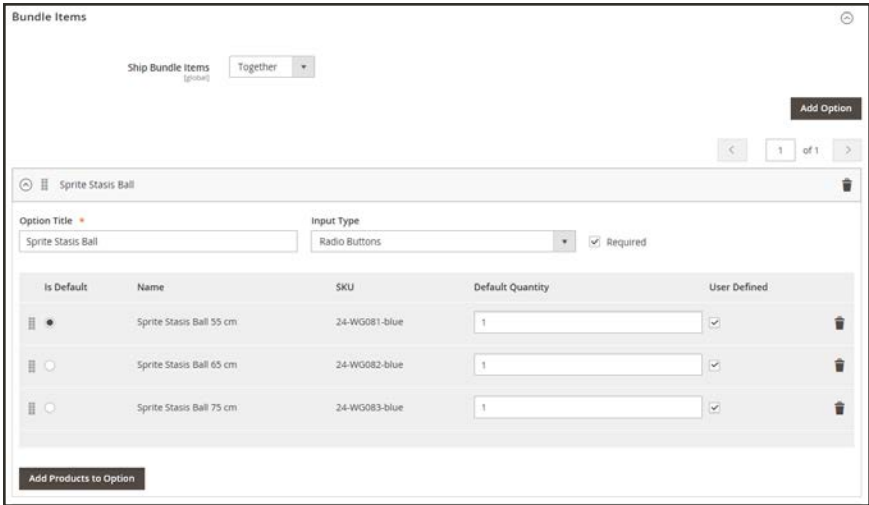 Bundle Items
Ship Bundle Items Together
[global]
Add Option
1 of 1
Sprite Stasis Ball
Option Title * Input Type
Sprite Stasis Ball Radio Buttons Required
Is Default Name SKU Default Quantity User Defined
Sprite Stasis Ball 55 cm 24-WG081-blue 1
Sprite Stasis Ball 65 cm 24-WG082-blue 1
Sprite Stasis Ball 75 cm 24-WG083-blue 1
Add Products to Option